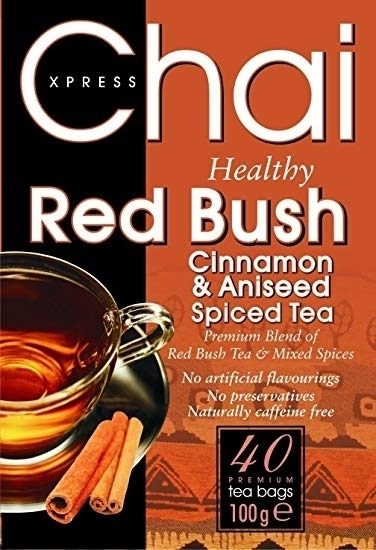 Chai
XPRESS
Healthy
Red Bush
Cinnamon
& Aniseed
Spiced Tea
Premium Blend of
Red Bush Tea & Mixed Spices
No artificial flavourings
No preservatives
Naturally caffeine free
40
PREMIUM
tea bags
100g ℮